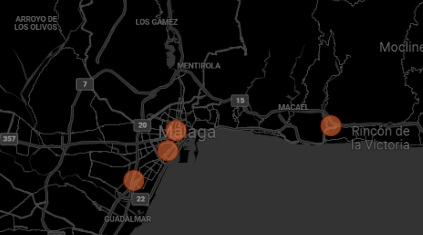 ARROYO DE
LOS OLIVOS
LOS GÁMEZ
Mocline
MENTIROLA
7
15
MACAEL
20
Málaga
Rincón de
la Victoria
357
22
GUADALMAR